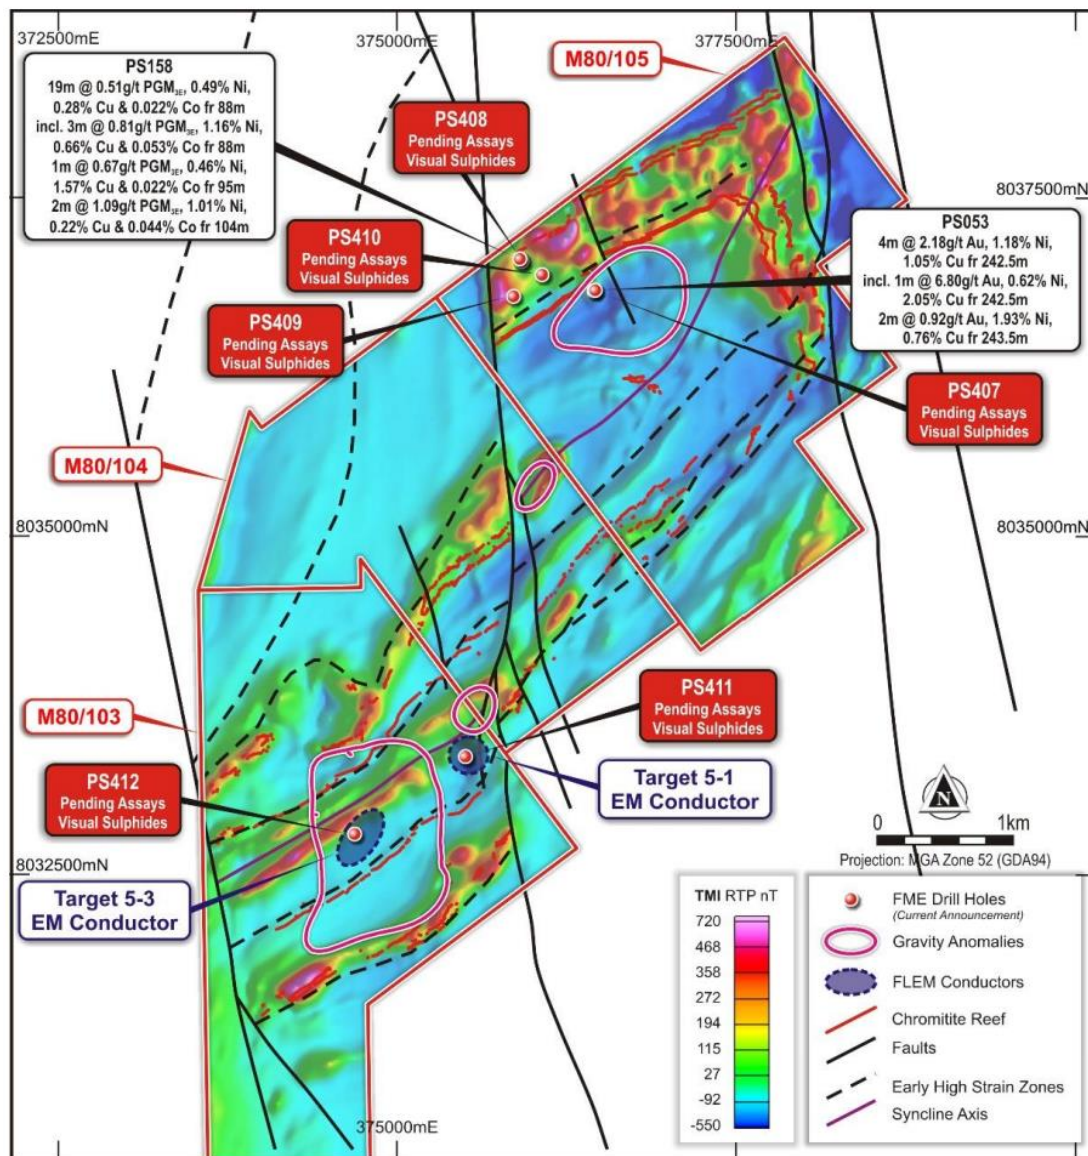 372500mE
375000mE
377500mE
PS158
19m @ 0.51g/t PGM3E, 0.49% Ni,
0.28% Cu & 0.022% Co fr 88m
incl. 3m @ 0.81g/t PGM3E, 1.16% Ni,
0.66% Cu & 0.053% Co fr 88m
1m @ 0.67g/t PGM3E, 0.46% Ni,
1.57% Cu & 0.022% Co fr 95m
2m @ 1.09g/t PGM3E, 1.01% Ni,
0.22% Cu & 0.044% Co fr 104m
M80/105
PS408
Pending Assays
Visual Sulphides
8037500mN
PS410
Pending Assays
Visual Sulphides
PS053
4m @ 2.18g/t Au, 1.18% Ni,
1.05% Cu fr 242.5m
incl. 1m @ 6.80g/t Au, 0.62% Ni,
2.05% Cu fr 242.5m
2m @ 0.92g/t Au, 1.93% Ni,
0.76% Cu fr 243.5m
PS409
Pending Assays
Visual Sulphides
PS407
Pending Assays
Visual Sulphides
M80/104
8035000mN
8035000mN
M80/103
PS411
Pending Assays
Visual Sulphides
PS412
Pending Assays
Visual Sulphides
Target 5-1
EM Conductor
N
0 1km
Projection: MGA Zone 52 (GDA94)
8032500mN
Target 5-3
EM Conductor
375000mE
TMI RTP nT
720
468
358
272
194
115
27
-92
-550
FME Drill Holes
(Current Announcement)
Gravity Anomalies
FLEM Conductors
Chromitite Reef
Faults
Early High Strain Zones
Syncline Axis